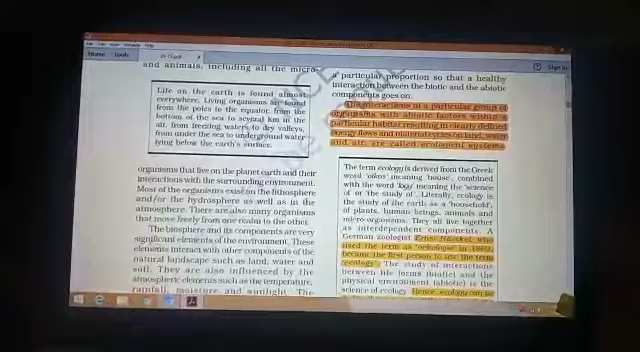 Home Tools
Sign In
and animals, including all the micro-
Life on the earth is found almost
everywhere. Living organisms are found
from the poles to the equator, from the
bottom of the sea to several km in the
air, from freezing waters to dry valleys,
from under the sea to underground water
lying below the earth's surface.
organisms that live on the planet earth and their
interactions with the surrounding environment.
Most of the organisms exist on the lithosphere
and/or the hydrosphere as well as in the
atmosphere. There are also many organisms
that move freely from one realm to the other.
The biosphere and its components are very
significant elements of the environment. These
elements interact with other components of the
natural landscape such as land, water and
soil. They are also influenced by the
atmospheric elements such as the temperature,
rainfall, moisture and sunlight. The
particular proportion so that a healthy
interaction between the biotic and the abiotic
components goes on.
The interactions of a particular group of
organisms with abiotic factors within a
particular habitat resulting in clearly defined
energy flows and material cycles on land, water
and air, are called ecological systems
The term ecology is derived from the Greek
word 'oikos' meaning 'house', combined
with the word 'logy' meaning the 'science
of' or 'the study of'. Literally, ecology is
the study of the earth as a 'household',
of plants, human beings, animals and
micro-organisms. They all live together
as interdependent components. A
German zoologist Ernst Haeckel, who
used the term as 'oekologie' in 1869,
became the first person to use the term
'ecology'. The study of interactions
between life forms (biotic) and the
physical environment (abiotic) is the
science of ecology. Hence, ecology can be